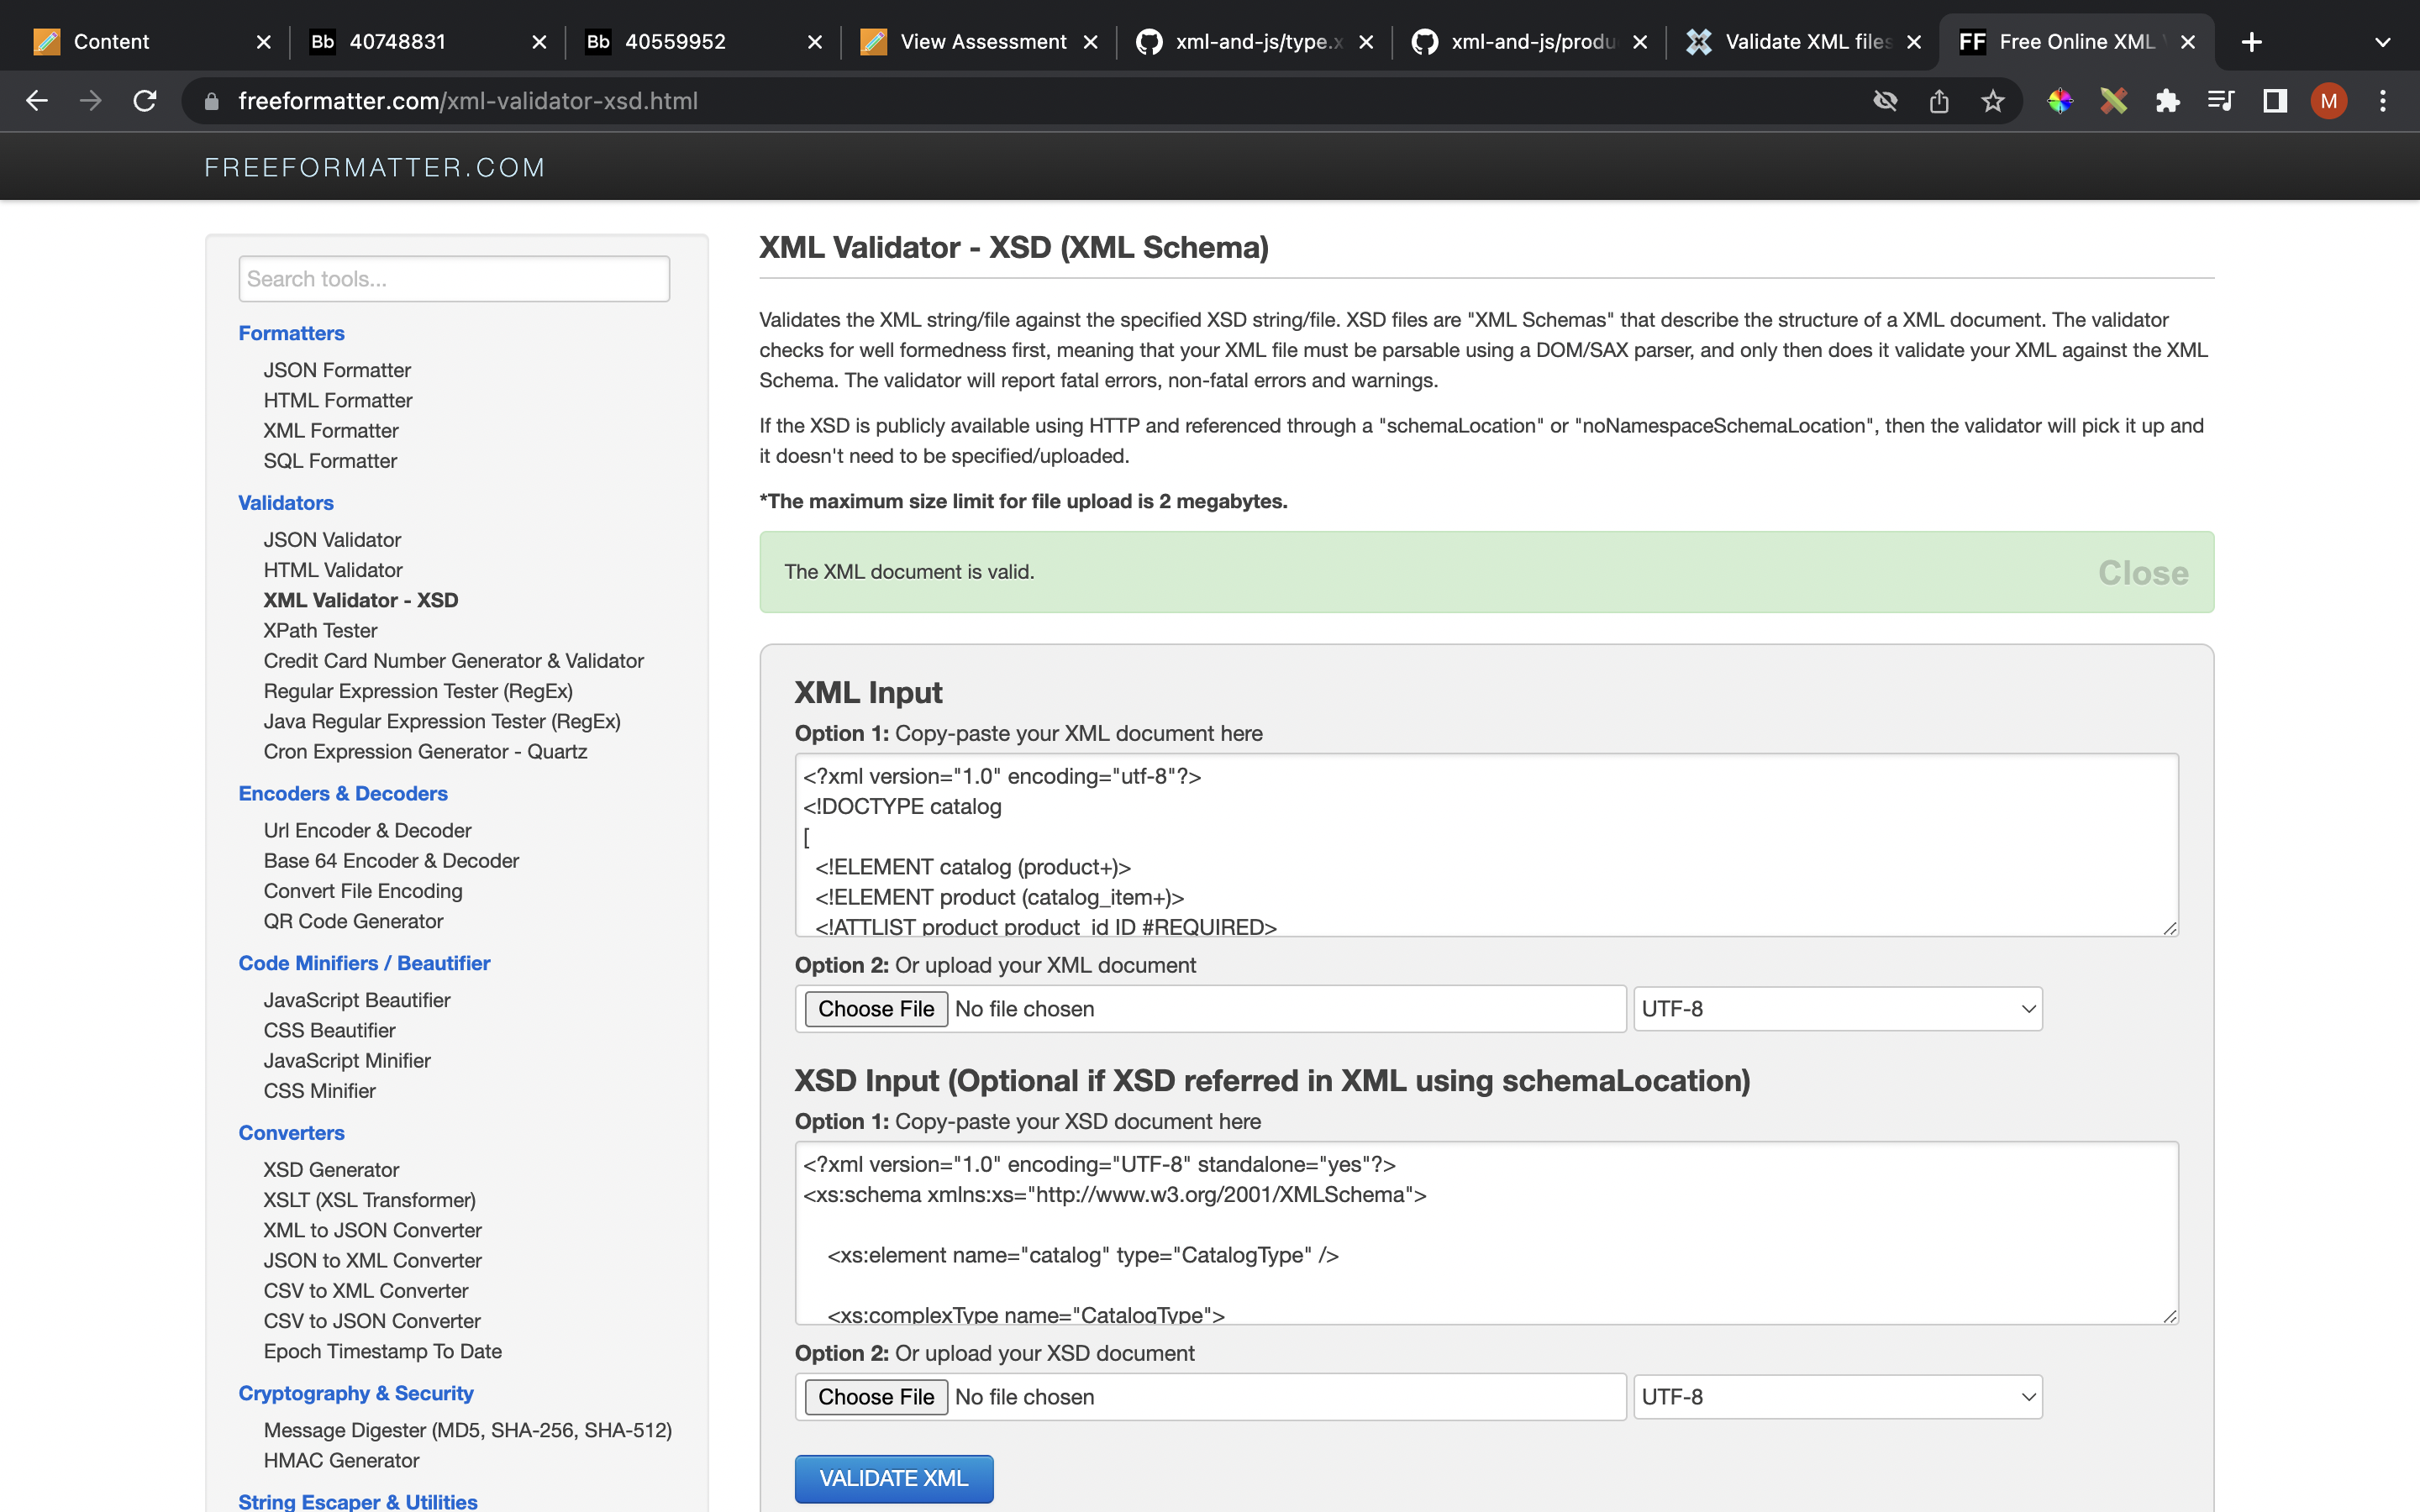 Content
Bb 40748831
Bb 40559952
View Assessment
xml-and-js/type.x
xml-and-js/produ
Validate XML files
FF Free Online XML
freeformatter.com/xml-validator-xsd.html
M
FREEFORMATTER.COM
Search tools...
Formatters
JSON Formatter
HTML Formatter
XML Formatter
SQL Formatter
Validators
JSON Validator
HTML Validator
XML Validator - XSD
XPath Tester
Credit Card Number Generator & Validator
Regular Expression Tester (RegEx)
Java Regular Expression Tester (RegEx)
Cron Expression Generator - Quartz
Encoders & Decoders
Url Encoder & Decoder
Base 64 Encoder & Decoder
Convert File Encoding
QR Code Generator
Code Minifiers / Beautifier
JavaScript Beautifier
CSS Beautifier
JavaScript Minifier
CSS Minifier
Converters
XSD Generator
XSLT (XSL Transformer)
XML to JSON Converter
JSON to XML Converter
CSV to XML Converter
CSV to JSON Converter
Epoch Timestamp To Date
Cryptography & Security
Message Digester (MD5, SHA-256, SHA-512)
HMAC Generator
String Escaper & Utilities
XML Validator - XSD (XML Schema)
Validates the XML string/file against the specified XSD string/file. XSD files are "XML Schemas" that describe the structure of a XML document. The validator
checks for well formedness first, meaning that your XML file must be parsable using a DOM/SAX parser, and only then does it validate your XML against the XML
Schema. The validator will report fatal errors, non-fatal errors and warnings.
If the XSD is publicly available using HTTP and referenced through a "schemaLocation" or "noNamespaceSchemaLocation", then the validator will pick it up and
it doesn't need to be specified/uploaded.
*The maximum size limit for file upload is 2 megabytes.
The XML document is valid.
Close
XML Input
Option 1: Copy-paste your XML document here
<?xml version="1.0" encoding="utf-8"?>
<!DOCTYPE catalog
[
<!ELEMENT catalog (product+)>
<!ELEMENT product (catalog_item+)>
<!ATTLIST product product_id ID #REQUIRED>
Option 2: Or upload your XML document
Choose File No file chosen
UTF-8
XSD Input (Optional if XSD referred in XML using schemaLocation)
Option 1: Copy-paste your XSD document here
<?xml version="1.0" encoding="UTF-8" standalone="yes"?>
<xs:schema xmlns:xs="http://www.w3.org/2001/XMLSchema">
<xs:element name="catalog" type="CatalogType" />
<xs:complexType name="CatalogType">
Option 2: Or upload your XSD document
Choose File No file chosen
UTF-8
VALIDATE XML